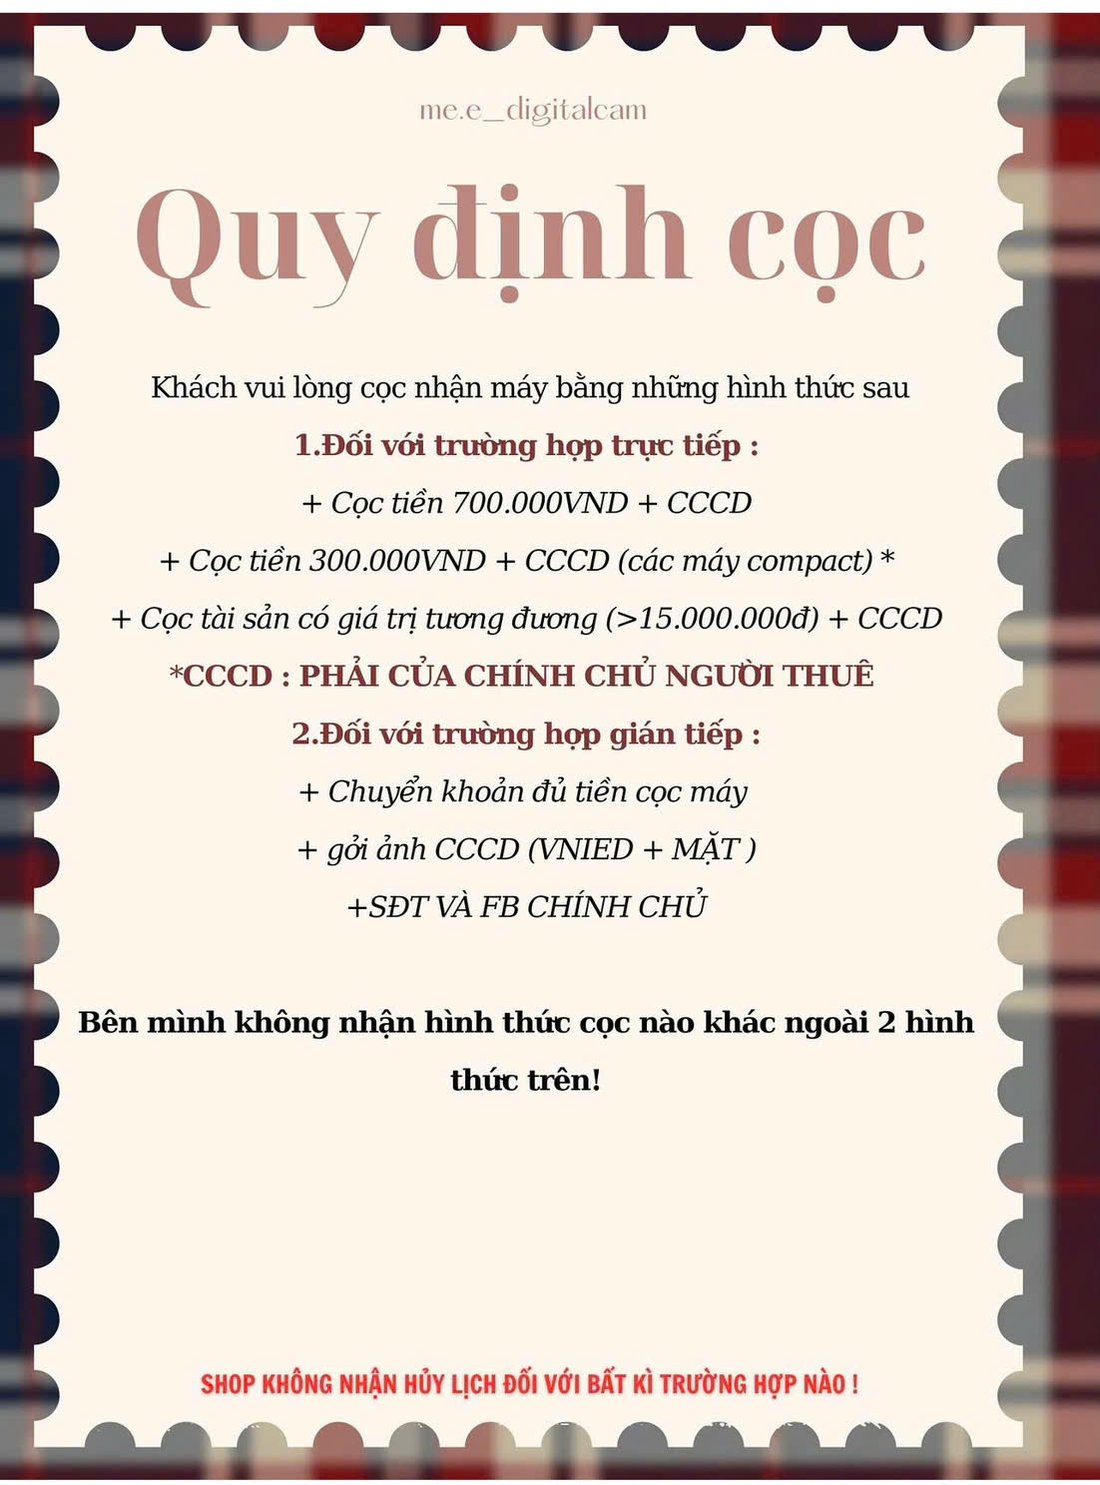 me.e_digitalcam
Quy định cọc
Khách vui lòng cọc nhận máy bằng những hình thức sau
1.Đối với trường hợp trực tiếp :
+ Cọc tiền 700.000VND + CCCD
+ Cọc tiền 300.000VND + CCCD (các máy compact) *
+ Cọc tài sản có giá trị tương đương (>15.000.000đ) + CCCD
*CCCD : PHẢI CỦA CHÍNH CHỦ NGƯỜI THUÊ
2.Đối với trường hợp gián tiếp :
+ Chuyển khoản đủ tiền cọc máy
+ gởi ảnh CCCD (VNIED + MẶT )
+SĐT VÀ FB CHÍNH CHỦ
Bên mình không nhận hình thức cọc nào khác ngoài 2 hình
thức trên!
SHOP KHÔNG NHẬN HỦY LỊCH ĐỐI VỚI BẤT KÌ TRƯỜNG HỢP NÀO !